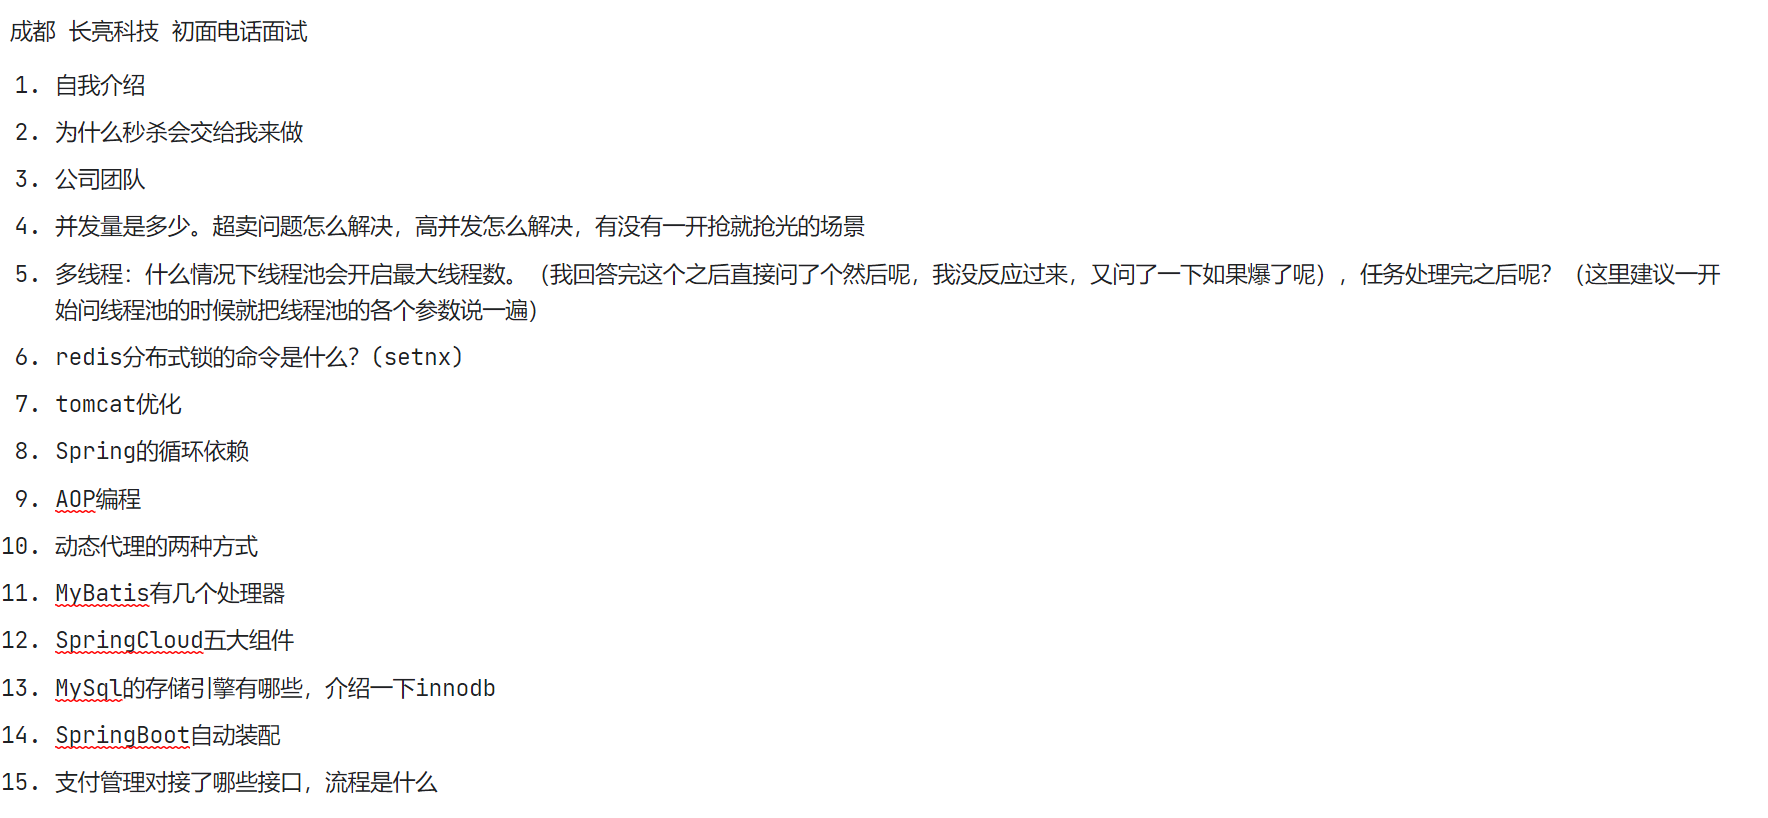 成都 长亮科技 初面电话面试
1. 自我介绍
2. 为什么秒杀会交给我来做
3. 公司团队
4. 并发量是多少。超卖问题怎么解决，高并发怎么解决，有没有一开抢就抢光的场景
5. 多线程：什么情况下线程池会开启最大线程数。（我回答完这个之后直接问了个然后呢，我没反应过来，又问了一下如果爆了呢），任务处理完之后呢？（这里建议一开
始问线程池的时候就把线程池的各个参数说一遍）
6. redis分布式锁的命令是什么？(setnx)
7. tomcat优化
8. Spring的循环依赖
9. AOP编程
10. 动态代理的两种方式
11. MyBatis有几个处理器
12. SpringCloud五大组件
13. MySql的存储引擎有哪些，介绍一下innodb
14. SpringBoot自动装配
15. 支付管理对接了哪些接口，流程是什么